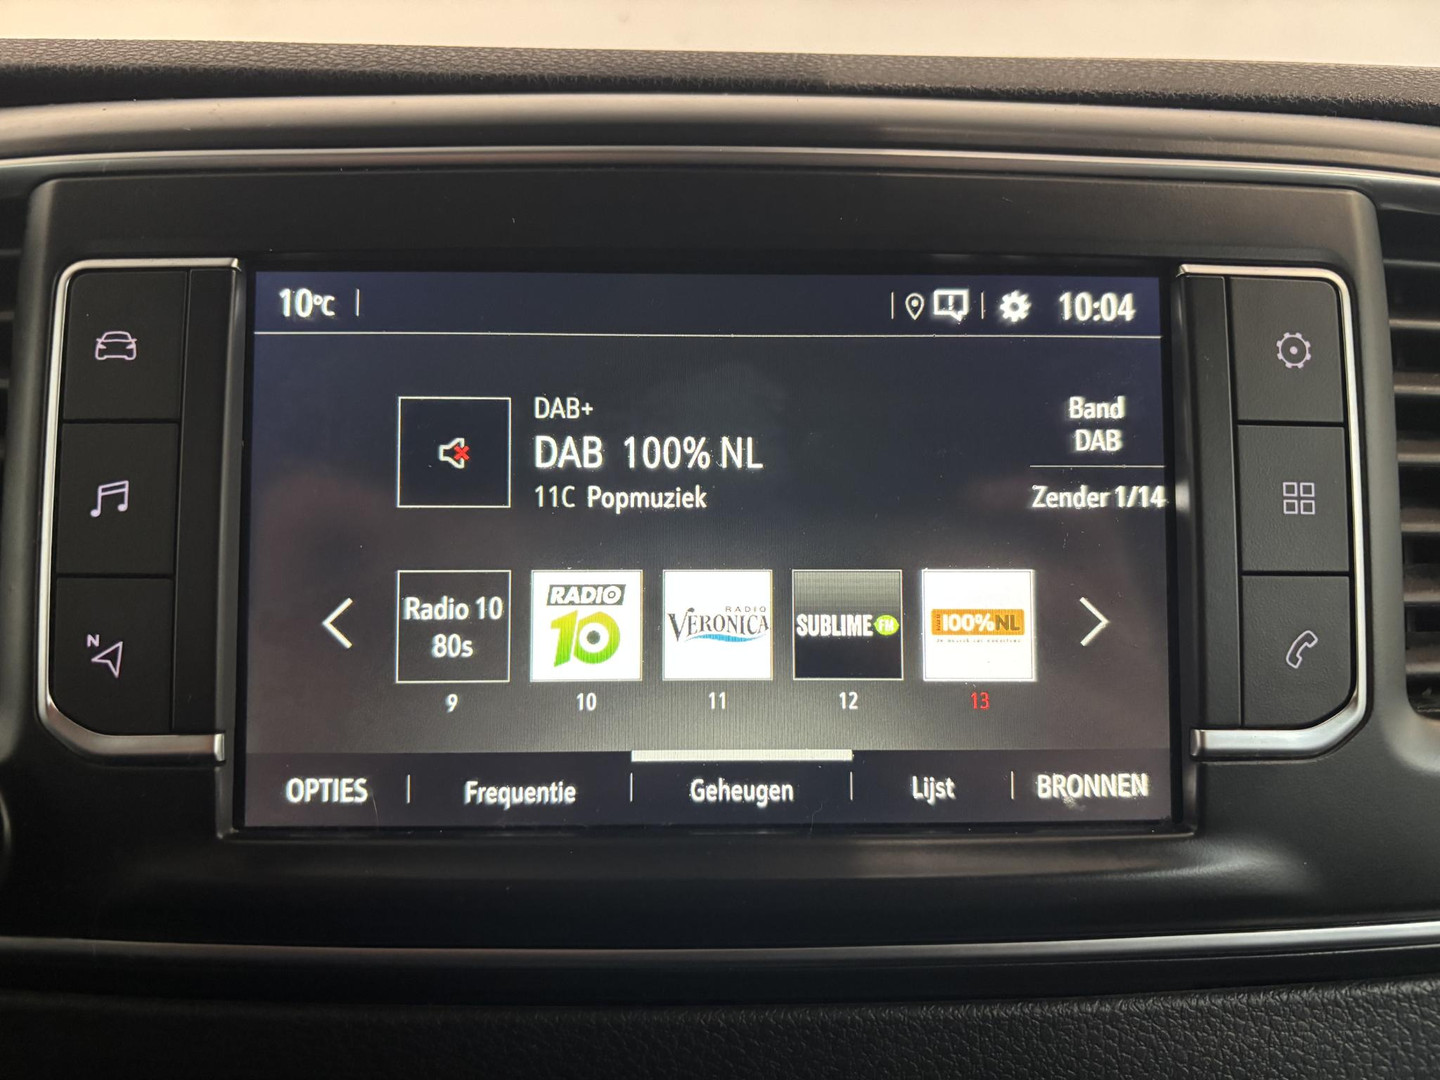 10°C
10:04
DAB+
DAB 100% NL
11C Popmuziek
Band
DAB
Zender 1/14
Radio 10
80s
RADIO
10
RADIO
VERONICA
SUBLIME FM
100%NL
9
10
11
12
13
OPTIES
Frequentie
Geheugen
Lijst
BRONNEN
N